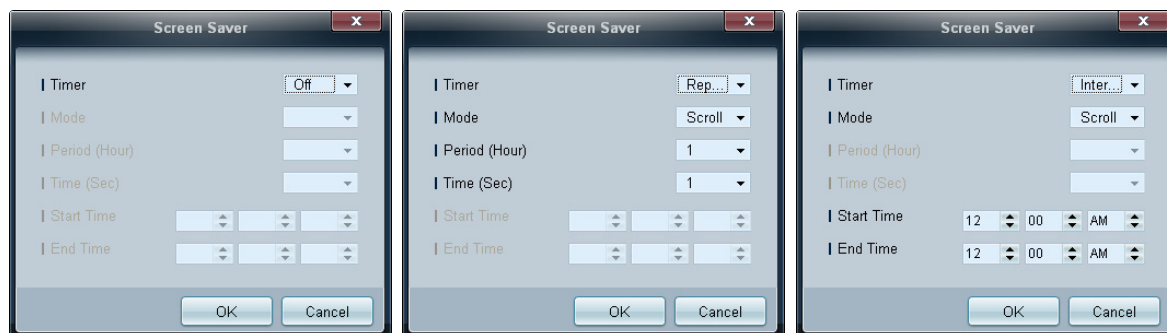 Screen Saver
x
Timer
Off
Mode
Period (Hour)
Time (Sec)
Start Time
End Time
OK
Cancel
Screen Saver
x
Timer
Rep...
Mode
Scroll
Period (Hour)
1
Time (Sec)
1
Start Time
End Time
OK
Cancel
Screen Saver
x
Timer
Inter...
Mode
Scroll
Period (Hour)
Time (Sec)
Start Time
12 00 AM
End Time
12 00 AM
OK
Cancel